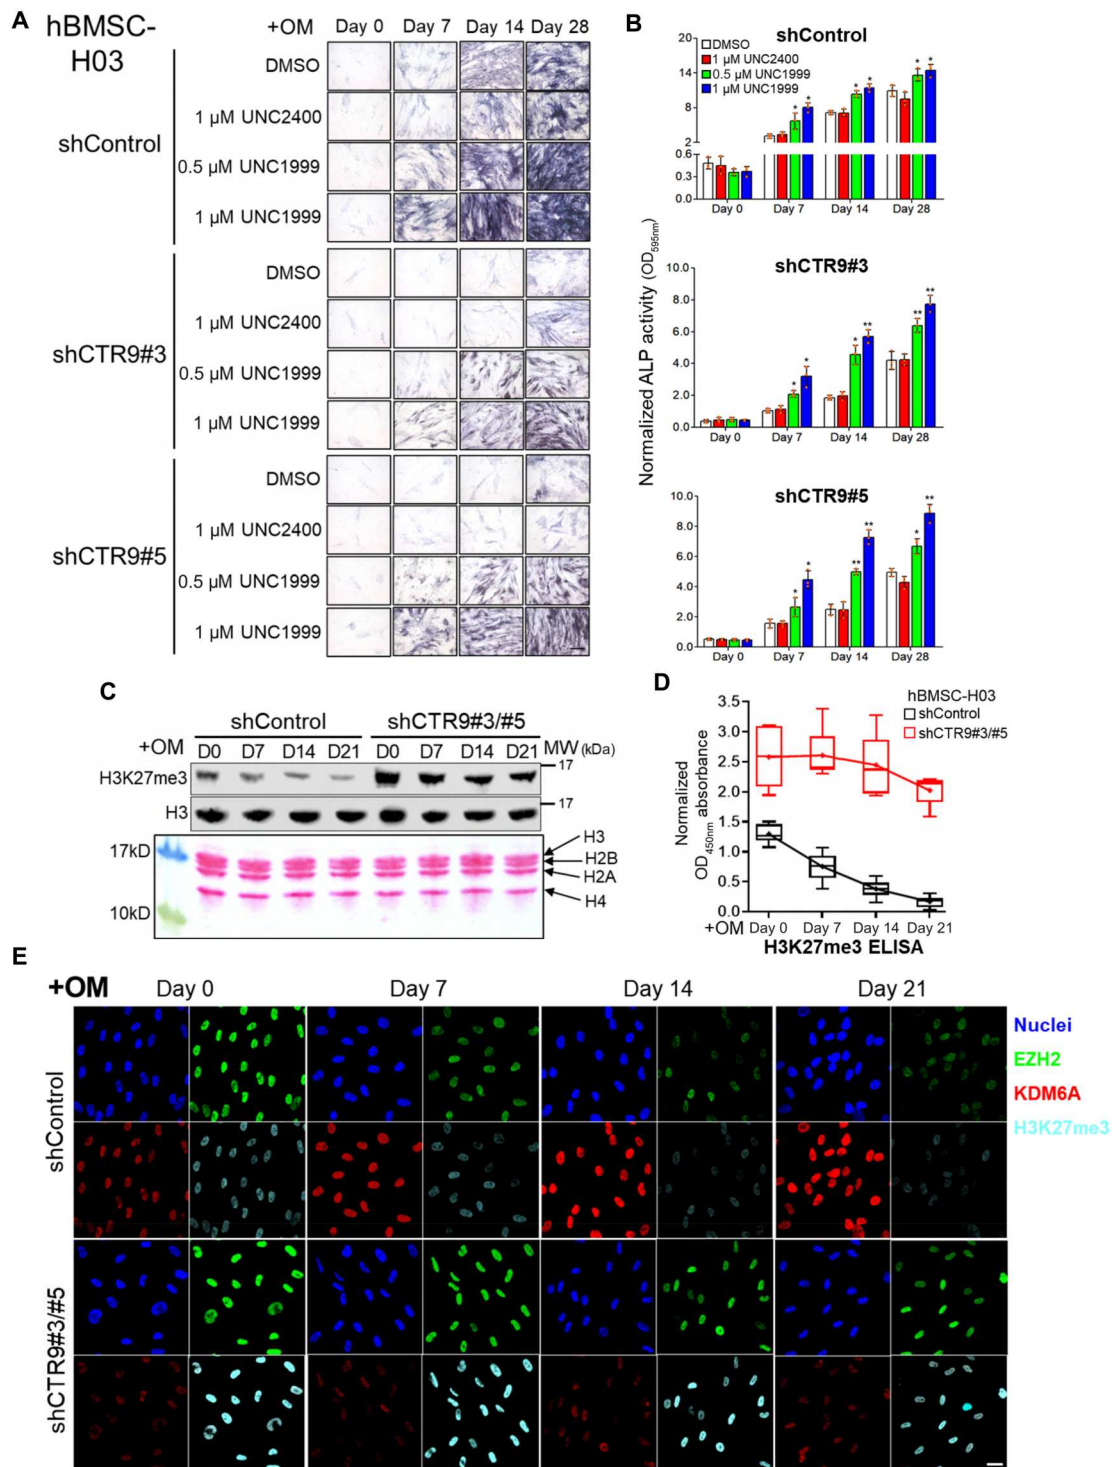 A
hBMSC-
H03
+OM Day 0 Day 7 Day 14 Day 28
shControl
DMSO
1 µM UNC2400
0.5 µM UNC1999
1 µM UNC1999
shCTR9#3
DMSO
1 µM UNC2400
0.5 µM UNC1999
1 µM UNC1999
shCTR9#5
DMSO
1 µM UNC2400
0.5 µM UNC1999
1 µM UNC1999
B
shControl
DMSO
1 µM UNC2400
0.5 µM UNC1999
1 µM UNC1999
20
14
8
2
0.6
0.3
0.0
* * * * * *
Day 0 Day 7 Day 14 Day 28
Normalized ALP activity (OD595nm)
shCTR9#3
10.0
8.0
6.0
4.0
2.0
0.0
* * * ** ** **
Day 0 Day 7 Day 14 Day 28
shCTR9#5
10.0
8.0
6.0
4.0
2.0
0.0
* * ** ** * **
Day 0 Day 7 Day 14 Day 28
C
shControl shCTR9#3/#5
+OM D0 D7 D14 D21 D0 D7 D14 D21 MW (kDa)
H3K27me3 17
H3 17
17kD
10kD
H3
H2B
H2A
H4
D
hBMSC-H03
shControl
shCTR9#3/#5
Normalized
OD450nm absorbance
3.5
3.0
2.5
2.0
1.5
1.0
0.5
0.0
+OM Day 0 Day 7 Day 14 Day 21
H3K27me3 ELISA
E
+OM Day 0 Day 7 Day 14 Day 21
shControl
shCTR9#3/#5
Nuclei
EZH2
KDM6A
H3K27me3